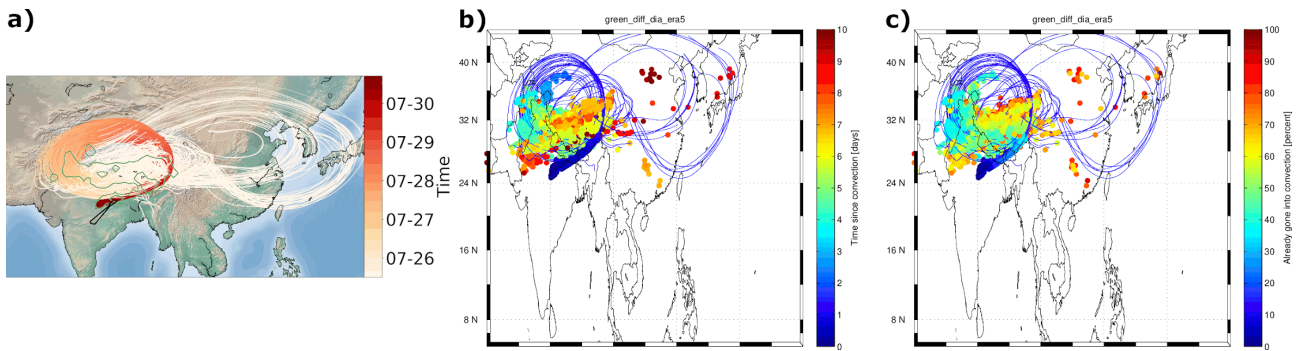 a)
07-30
07-29
07-28
07-27
07-26
Time
b)
green_diff_dia_era5
40 N
32 N
24 N
16 N
8 N
10
9
8
7
6
5
4
3
2
1
0
Time since convection [days]
c)
green_diff_dia_era5
40 N
32 N
24 N
16 N
8 N
100
90
80
70
60
50
40
30
20
10
0
Already gone into convection [percent]